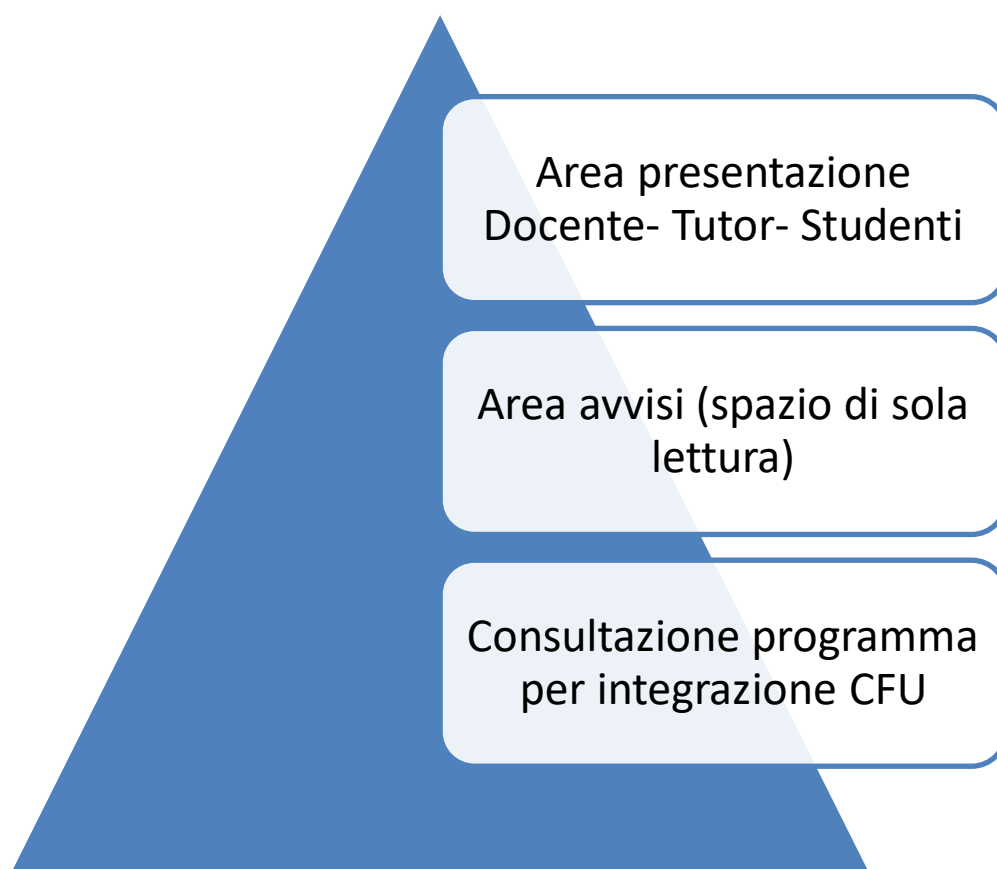 Area presentazione
Docente- Tutor- Studenti
Area avvisi (spazio di sola
lettura)
Consultazione programma
per integrazione CFU